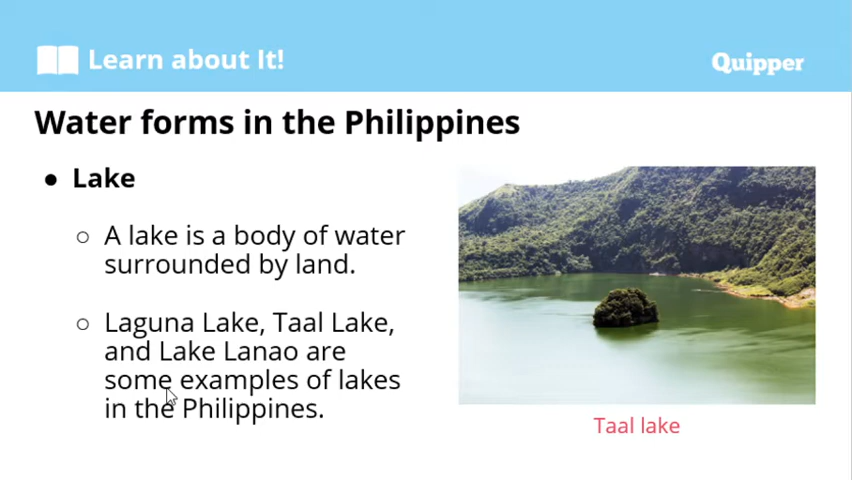 Learn about It!
Quipper
Water forms in the Philippines
● Lake
○ A lake is a body of water
surrounded by land.
○ Laguna Lake, Taal Lake,
and Lake Lanao are
some examples of lakes
in the Philippines.
Taal lake